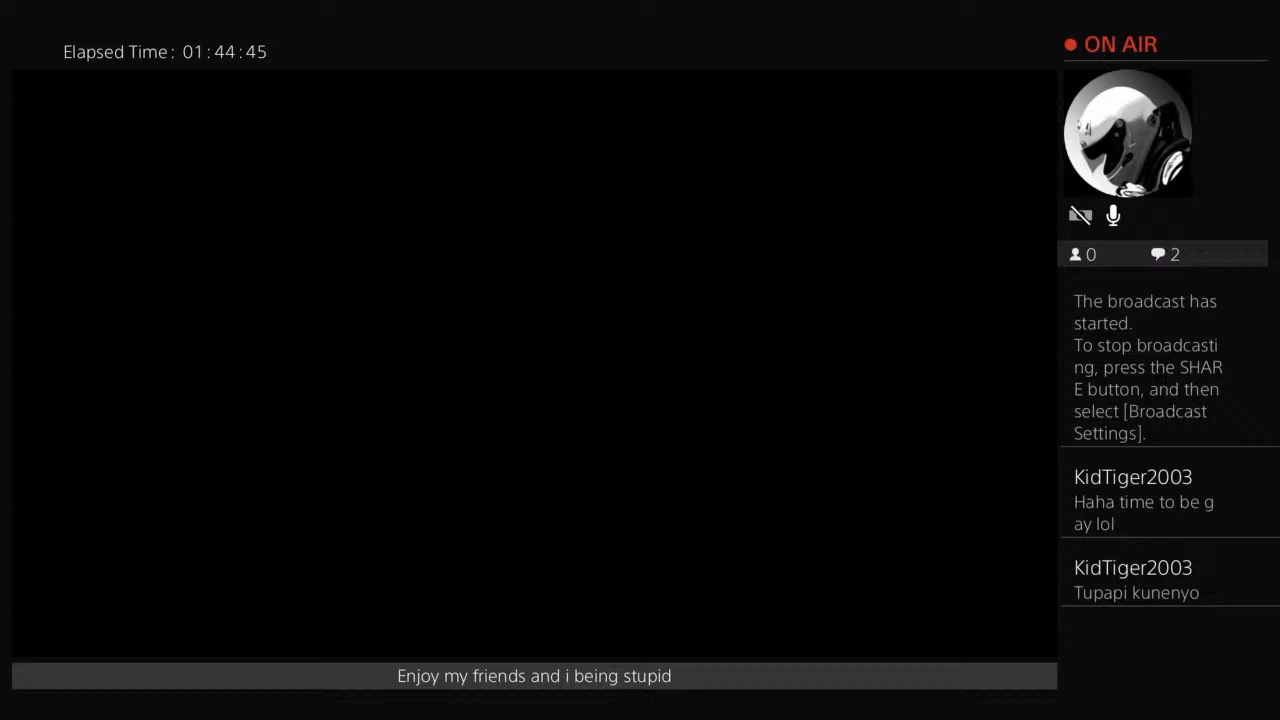 Elapsed Time: 01:44:45
ON AIR
0
2
The broadcast has
started.
To stop broadcasti
ng, press the SHAR
E button, and then
select [Broadcast
Settings].
KidTiger2003
Haha time to be g
ay lol
KidTiger2003
Tupapi kunenyo
Enjoy my friends and i being stupid